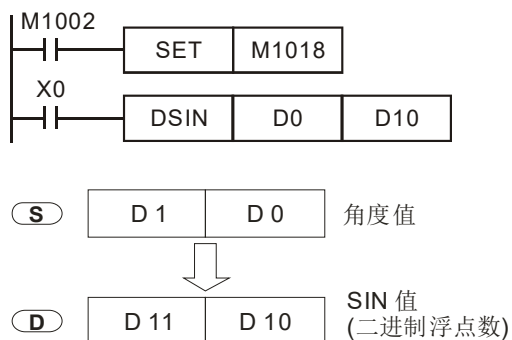 M1002
SET M1018
X0
DSIN D0 D10
S D 1 D 0 角度值
D D 11 D 10 SIN 值
(二进制浮点数)